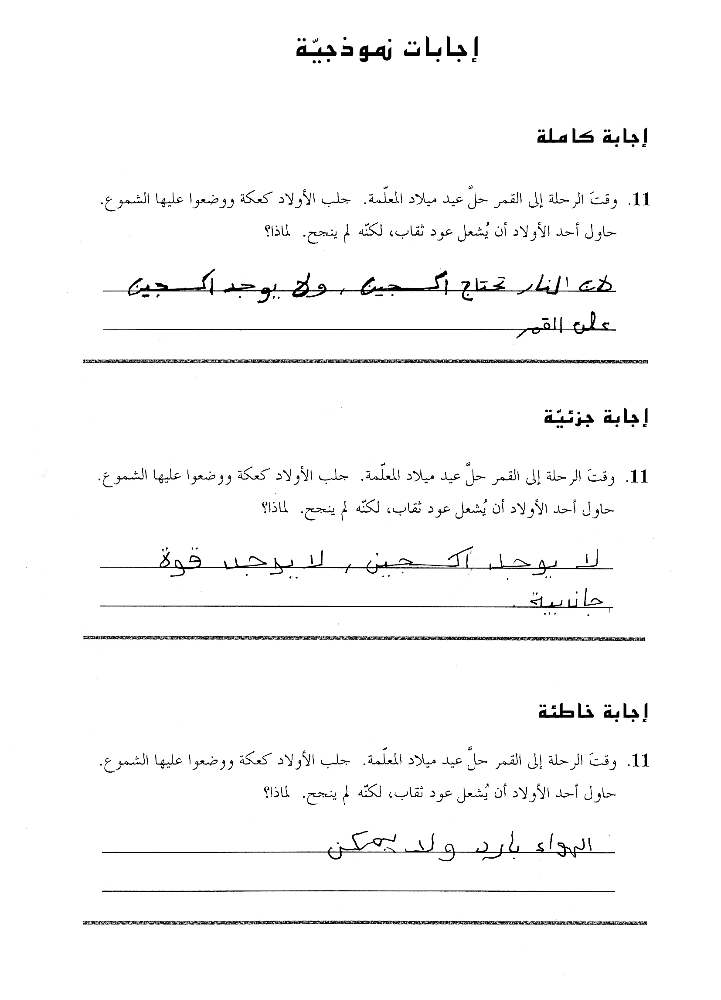 إجابات نموذجيّة
إجابة كاملة
11. وقتَ الرحلة إلى القمر حلَّ عيد ميلاد المعلّمة. جلب الأولاد كعكة ووضعوا عليها الشموع.
حاول أحد الأولاد أن يُشعل عود ثقاب، لكنّه لم ينجح. لماذا؟
لان النار تحتاج اكسجين ، ولا يوجد اكسجين
على القمر
إجابة جزئيّة
11. وقتَ الرحلة إلى القمر حلَّ عيد ميلاد المعلّمة. جلب الأولاد كعكة ووضعوا عليها الشموع.
حاول أحد الأولاد أن يُشعل عود ثقاب، لكنّه لم ينجح. لماذا؟
لا يوجد اكسجين ، لا يوجد قوة
جاذبية .
إجابة خاطئة
11. وقتَ الرحلة إلى القمر حلَّ عيد ميلاد المعلّمة. جلب الأولاد كعكة ووضعوا عليها الشموع.
حاول أحد الأولاد أن يُشعل عود ثقاب، لكنّه لم ينجح. لماذا؟
الهواء بارد ولا يمكن